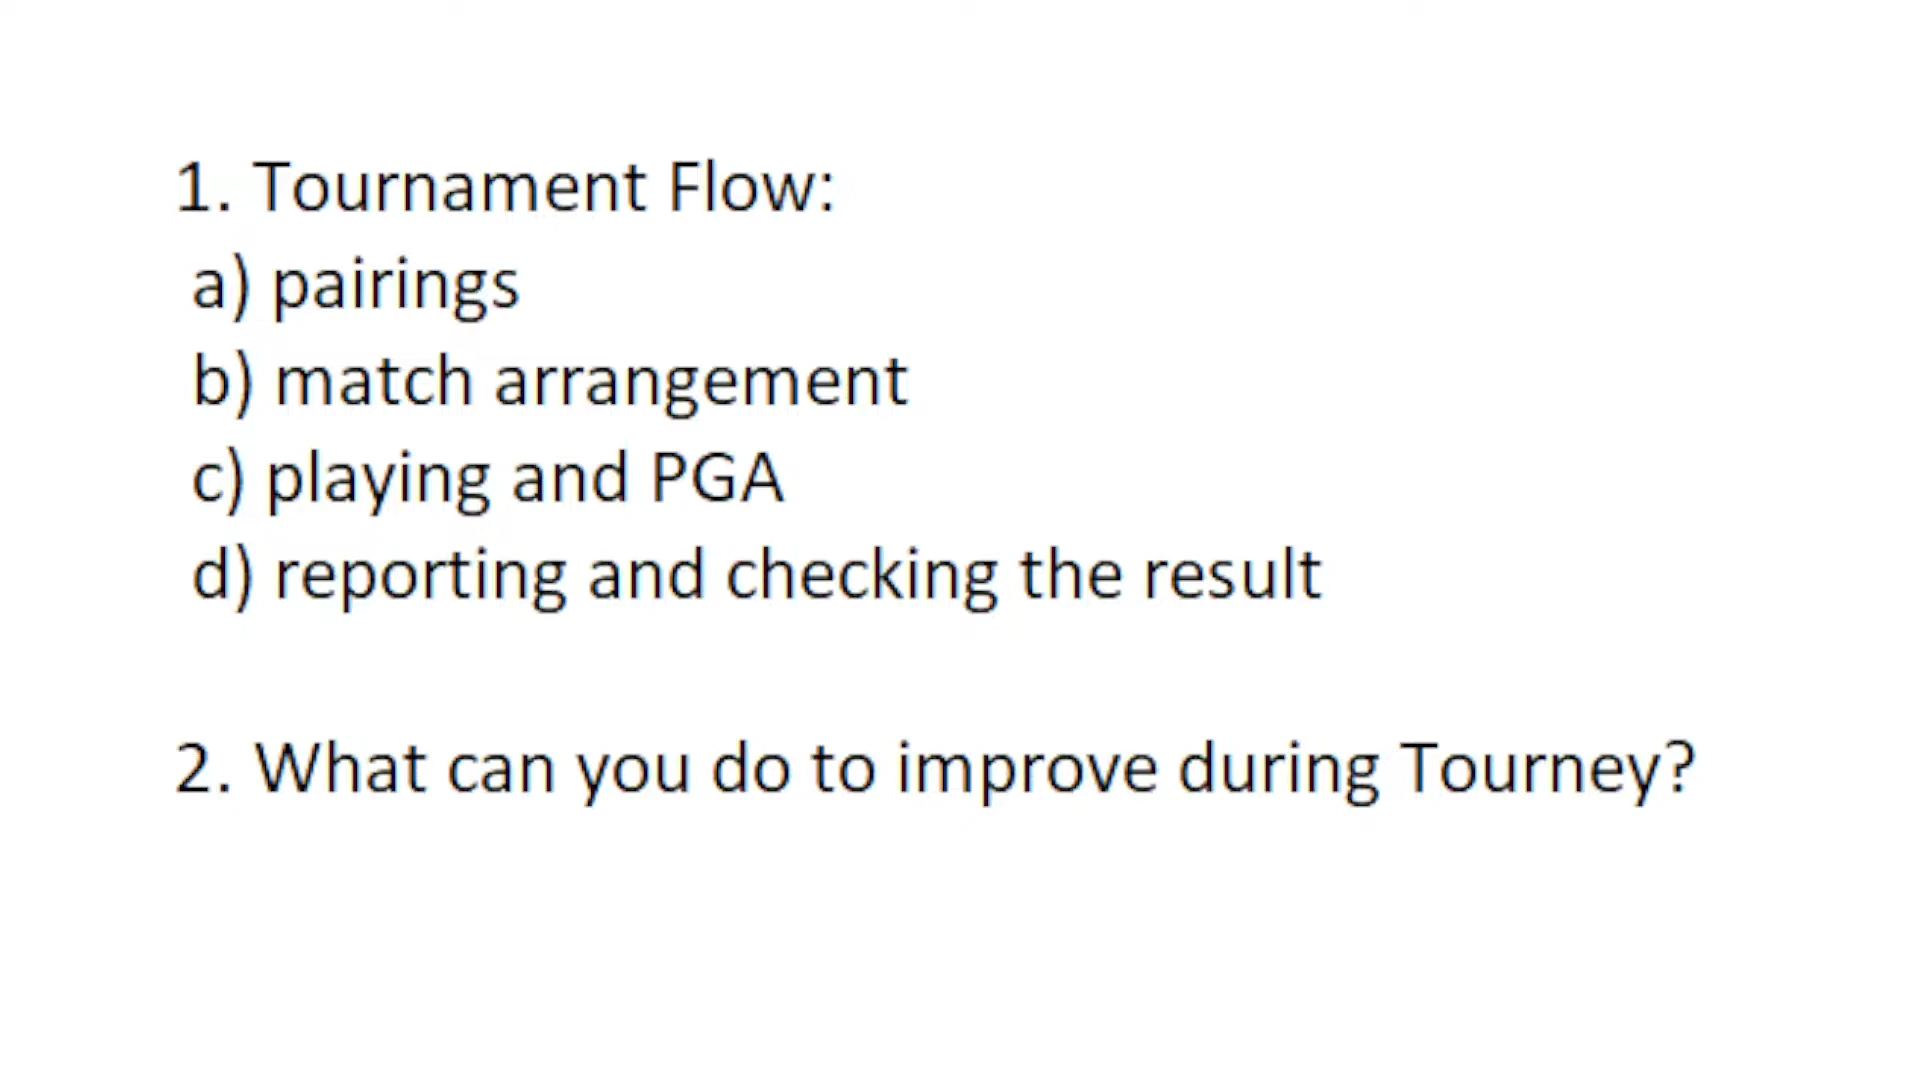 1. Tournament Flow:
a) pairings
b) match arrangement
c) playing and PGA
d) reporting and checking the result
2. What can you do to improve during Tourney?